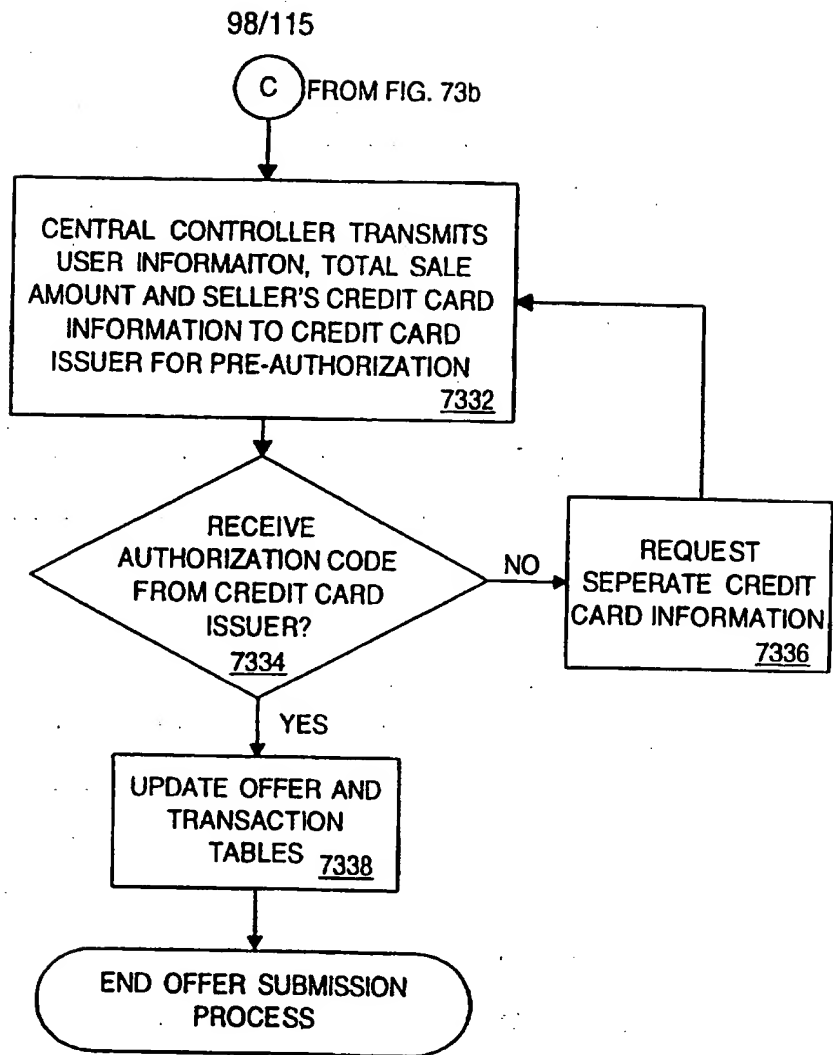 98/115
C FROM FIG. 73b
CENTRAL CONTROLLER TRANSMITS
USER INFORMAITON, TOTAL SALE
AMOUNT AND SELLER'S CREDIT CARD
INFORMATION TO CREDIT CARD
ISSUER FOR PRE-AUTHORIZATION
7332
RECEIVE
AUTHORIZATION CODE
FROM CREDIT CARD
ISSUER?
7334
NO
REQUEST
SEPERATE CREDIT
CARD INFORMATION
7336
YES
UPDATE OFFER AND
TRANSACTION
TABLES 7338
END OFFER SUBMISSION
PROCESS